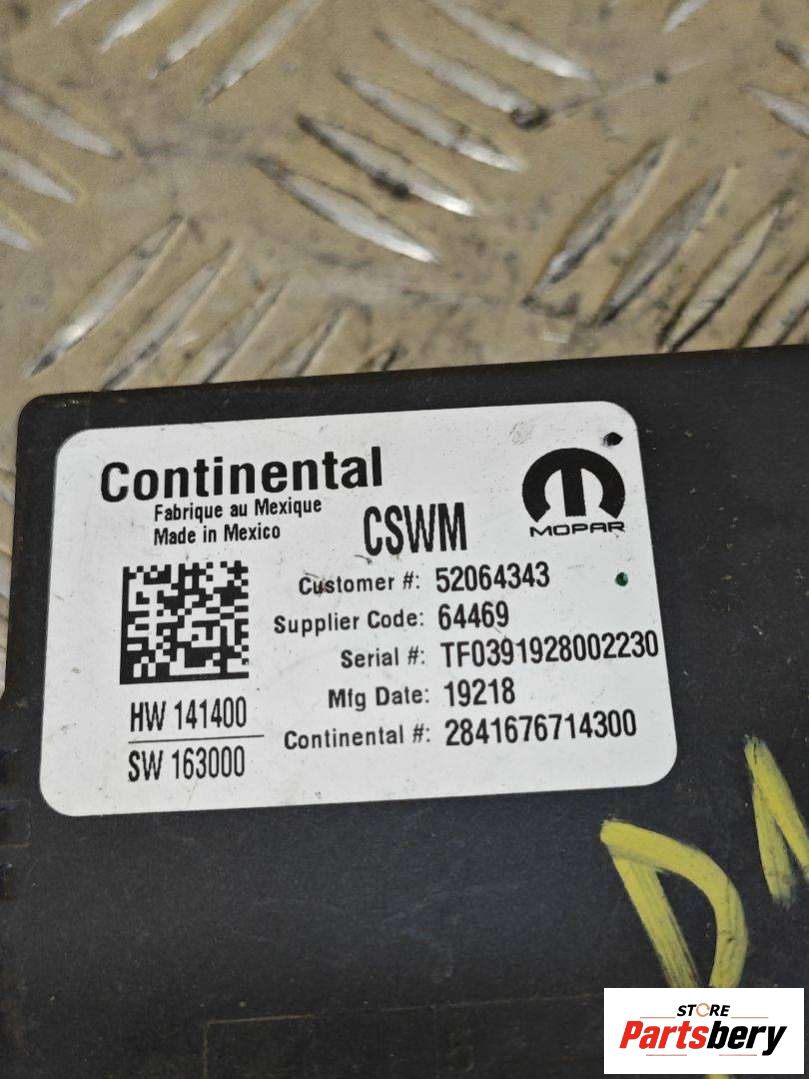 Continental
Fabrique au Mexique
Made in Mexico
CSWM
MOPAR
Customer #: 52064343
Supplier Code: 64469
Serial #: TF0391928002230
Mfg Date: 19218
Continental #: 2841676714300
HW 141400
SW 163000
STORE
Partsbery